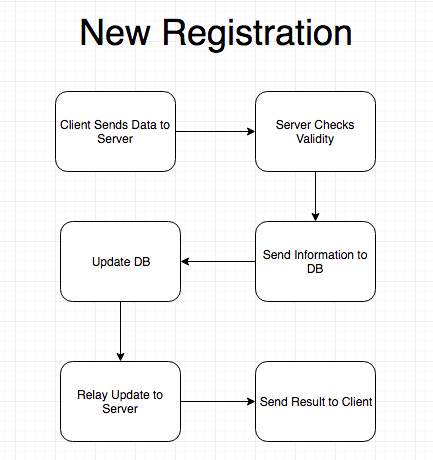 New Registration
Client Sends Data to
Server
Server Checks
Validity
Send Information to
DB
Update DB
Relay Update to
Server
Send Result to Client